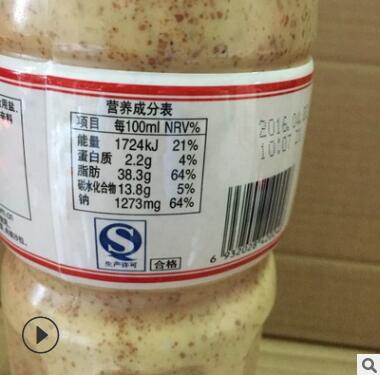 营养成分表
项目 每100ml NRV%
能量 1724kJ 21%
蛋白质 2.2g 4%
脂肪 38.3g 64%
碳水化合物 13.8g 5%
钠 1273mg 64%
2016.04
10:07
生产许可
合格